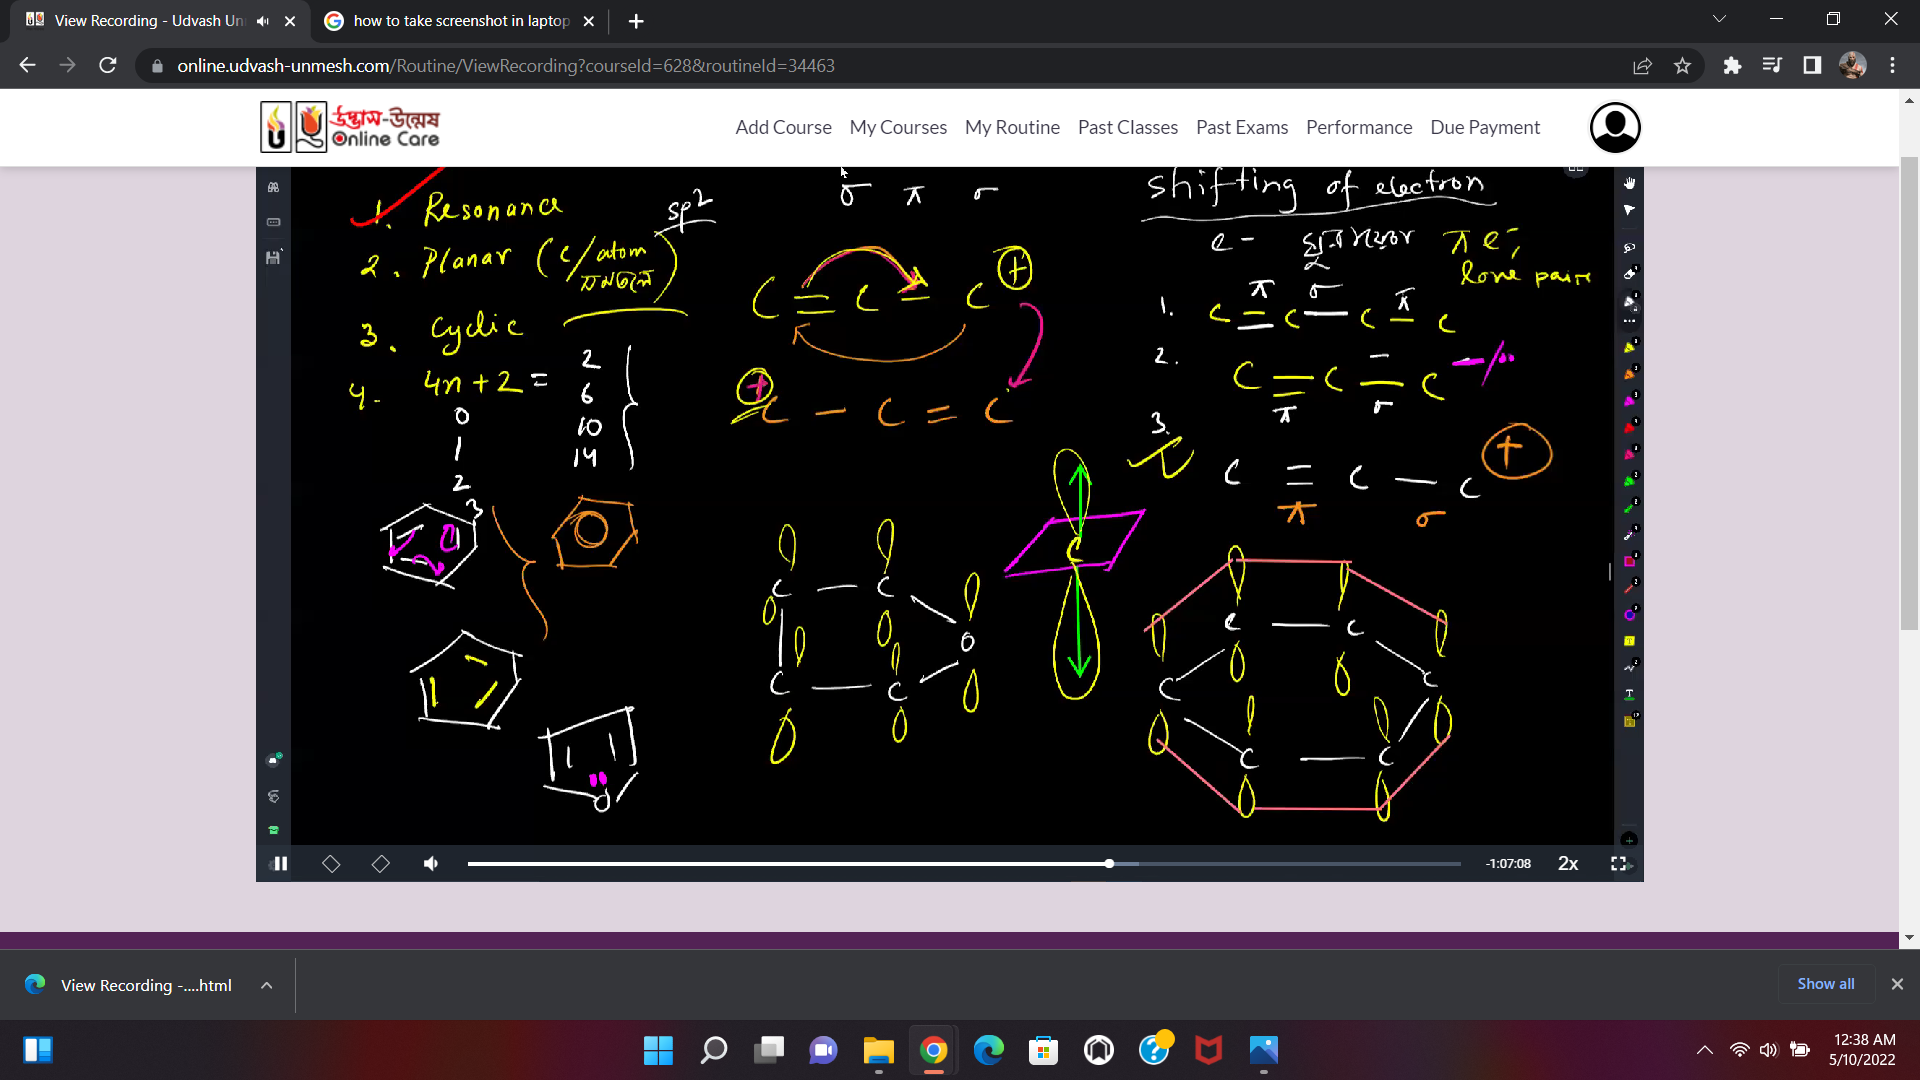 View Recording - Udvash Un
how to take screenshot in laptop
online.udvash-unmesh.com/Routine/ViewRecording?courseId=628&routineId=34463
উদ্ভাস-উন্মেষ
Online Care
Add Course My Courses My Routine Past Classes Past Exams Performance Due Payment
1. Resonance
sp2
2. Planar (C/atom
3. Cyclic
4. 4n+2 =
2
6
10
14
0
1
2
3
σ π σ
C = C = C +
+ C - C = C
C - C
O
C - C
C
shifting of electron
e-
π e-,
lone pair
1. C = C - C = C
π σ π
2. C = C - C
π σ
3.
C = C - C +
π σ
C - C
C C
C - C
O
-1:07:08
2x
View Recording -....html
Show all
12:38 AM
5/10/2022